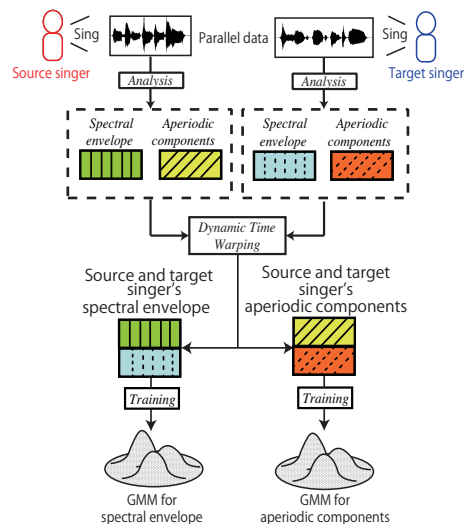 Sing
Parallel data
Sing
Source singer
Target singer
Analysis
Analysis
Spectral
envelope
Aperiodic
components
Spectral
envelope
Aperiodic
components
Dynamic Time
Warping
Source and target
singer's
spectral envelope
Source and target
singer's
aperiodic components
Training
Training
GMM for
spectral envelope
GMM for
aperiodic components